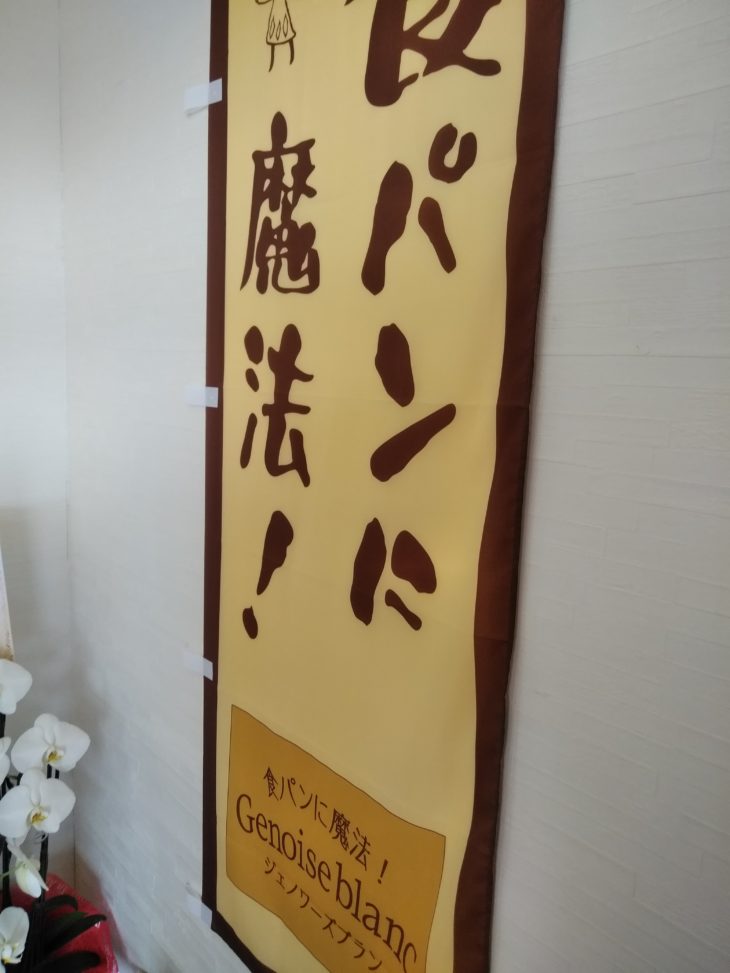 食パンに
魔法！
食パンに魔法！
Genoise blanc
ジェノワーズブラン